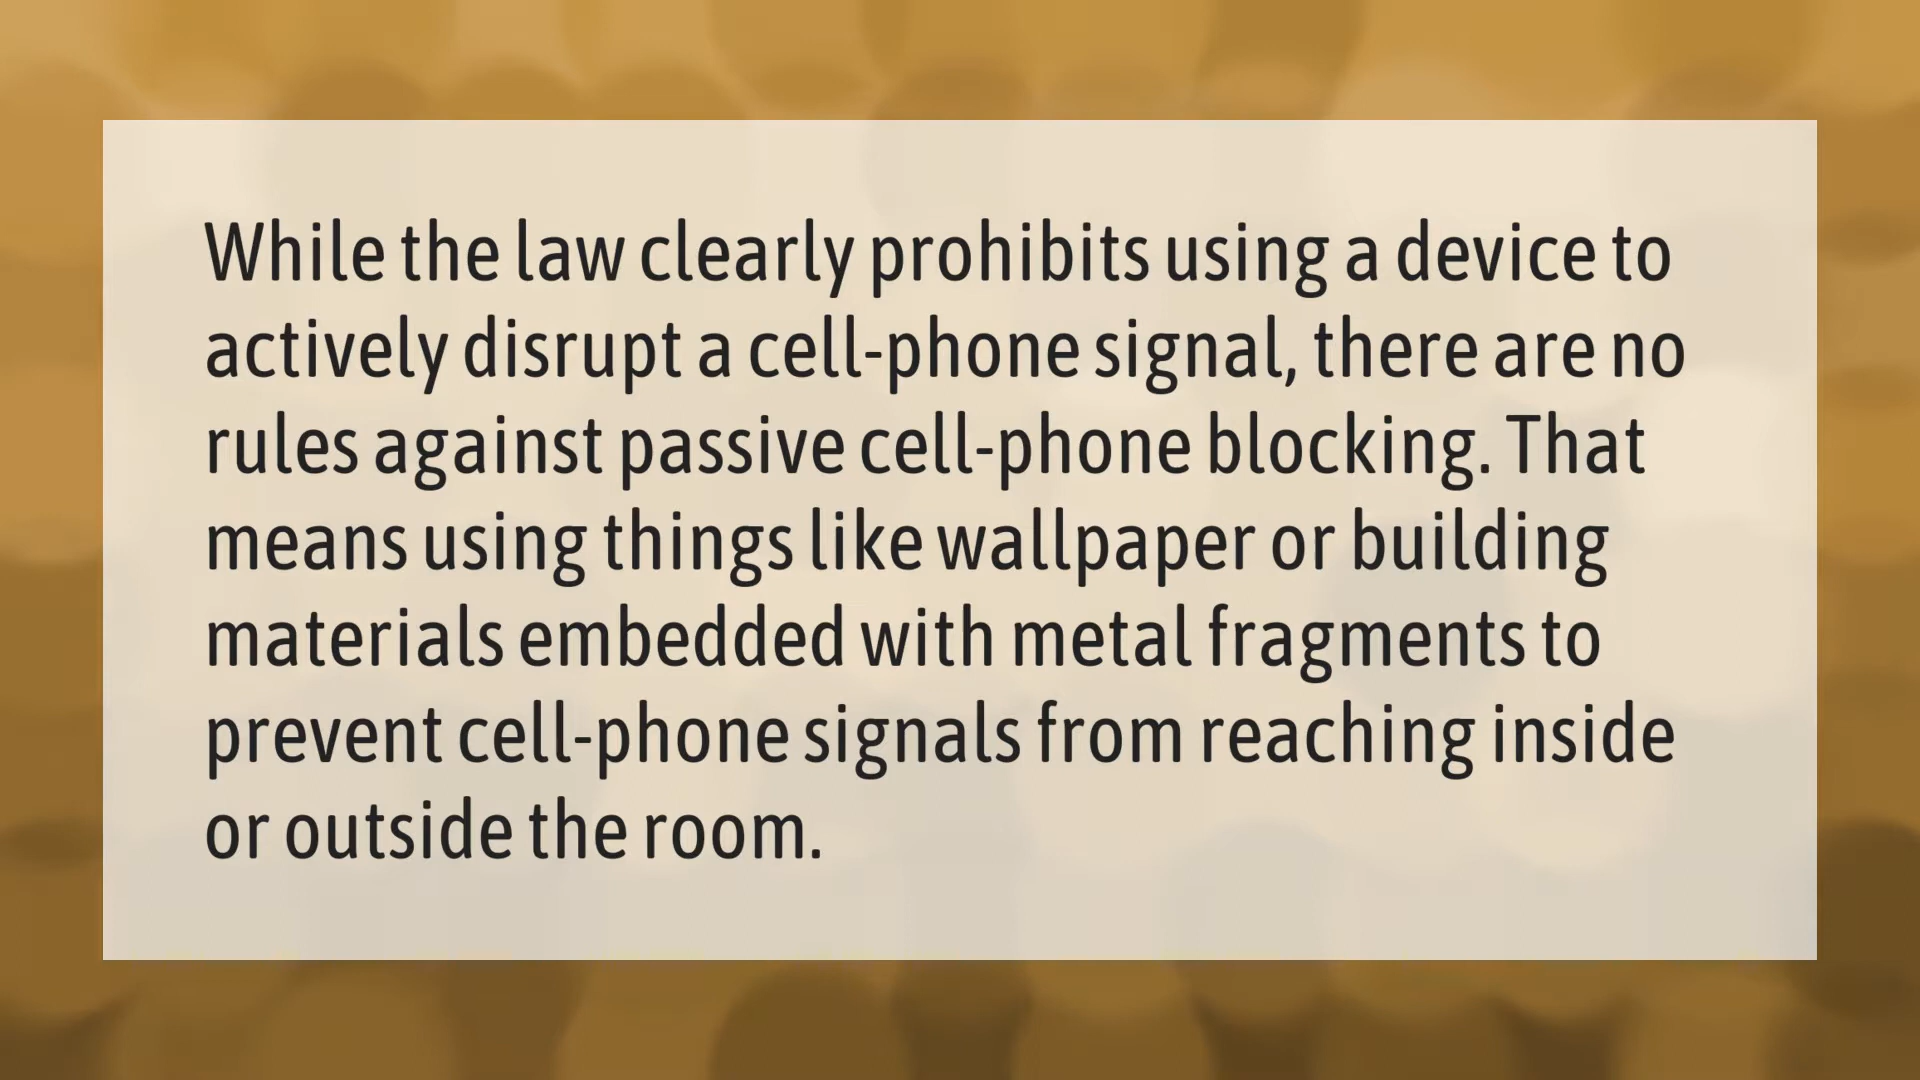 While the law clearly prohibits using a device to
actively disrupt a cell-phone signal, there are no
rules against passive cell-phone blocking. That
means using things like wallpaper or building
materials embedded with metal fragments to
prevent cell-phone signals from reaching inside
or outside the room.